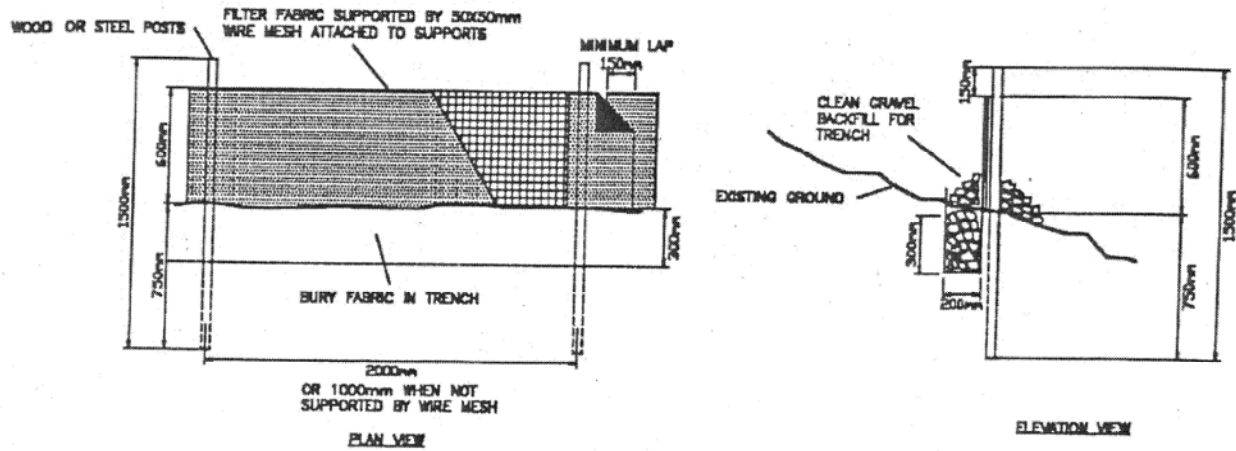 WOOD OR STEEL POSTS
FILTER FABRIC SUPPORTED BY 50X50mm
WIRE MESH ATTACHED TO SUPPORTS
MINIMUM LAP
150mm
600mm
1500mm
750mm
300mm
BURY FABRIC IN TRENCH
2000mm
OR 1000mm WHEN NOT
SUPPORTED BY WIRE MESH
PLAN VIEW
150mm
CLEAN GRAVEL
BACKFILL FOR
TRENCH
EXISTING GROUND
600mm
1500mm
300mm
200mm
750mm
ELEVATION VIEW